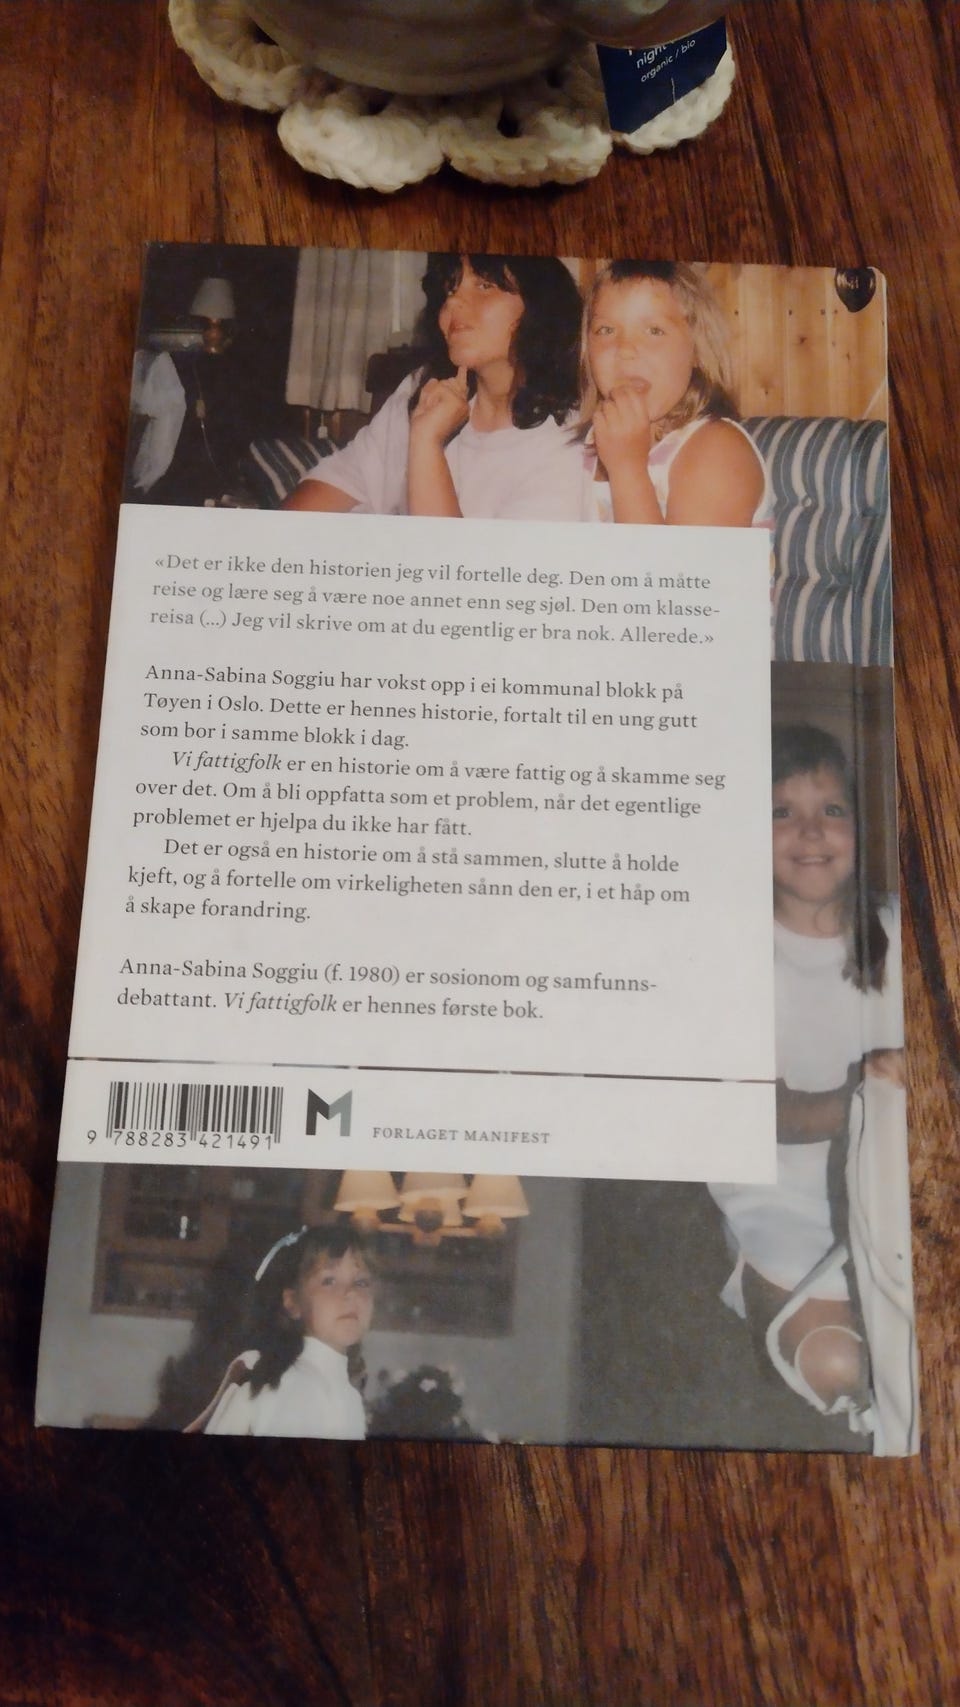 night
organic / bio
«Det er ikke den historien jeg vil fortelle deg. Den om å måtte
reise og lære seg å være noe annet enn seg sjøl. Den om klasse-
reisa (...) Jeg vil skrive om at du egentlig er bra nok. Allerede.»
Anna-Sabina Soggiu har vokst opp i ei kommunal blokk på
Tøyen i Oslo. Dette er hennes historie, fortalt til en ung gutt
som bor i samme blokk i dag.
Vi fattigfolk er en historie om å være fattig og å skamme seg
over det. Om å bli oppfatta som et problem, når det egentlige
problemet er hjelpa du ikke har fått.
Det er også en historie om å stå sammen, slutte å holde
kjeft, og å fortelle om virkeligheten sånn den er, i et håp om
å skape forandring.
Anna-Sabina Soggiu (f. 1980) er sosionom og samfunns-
debattant. Vi fattigfolk er hennes første bok.
9 788283 421491
M FORLAGET MANIFEST